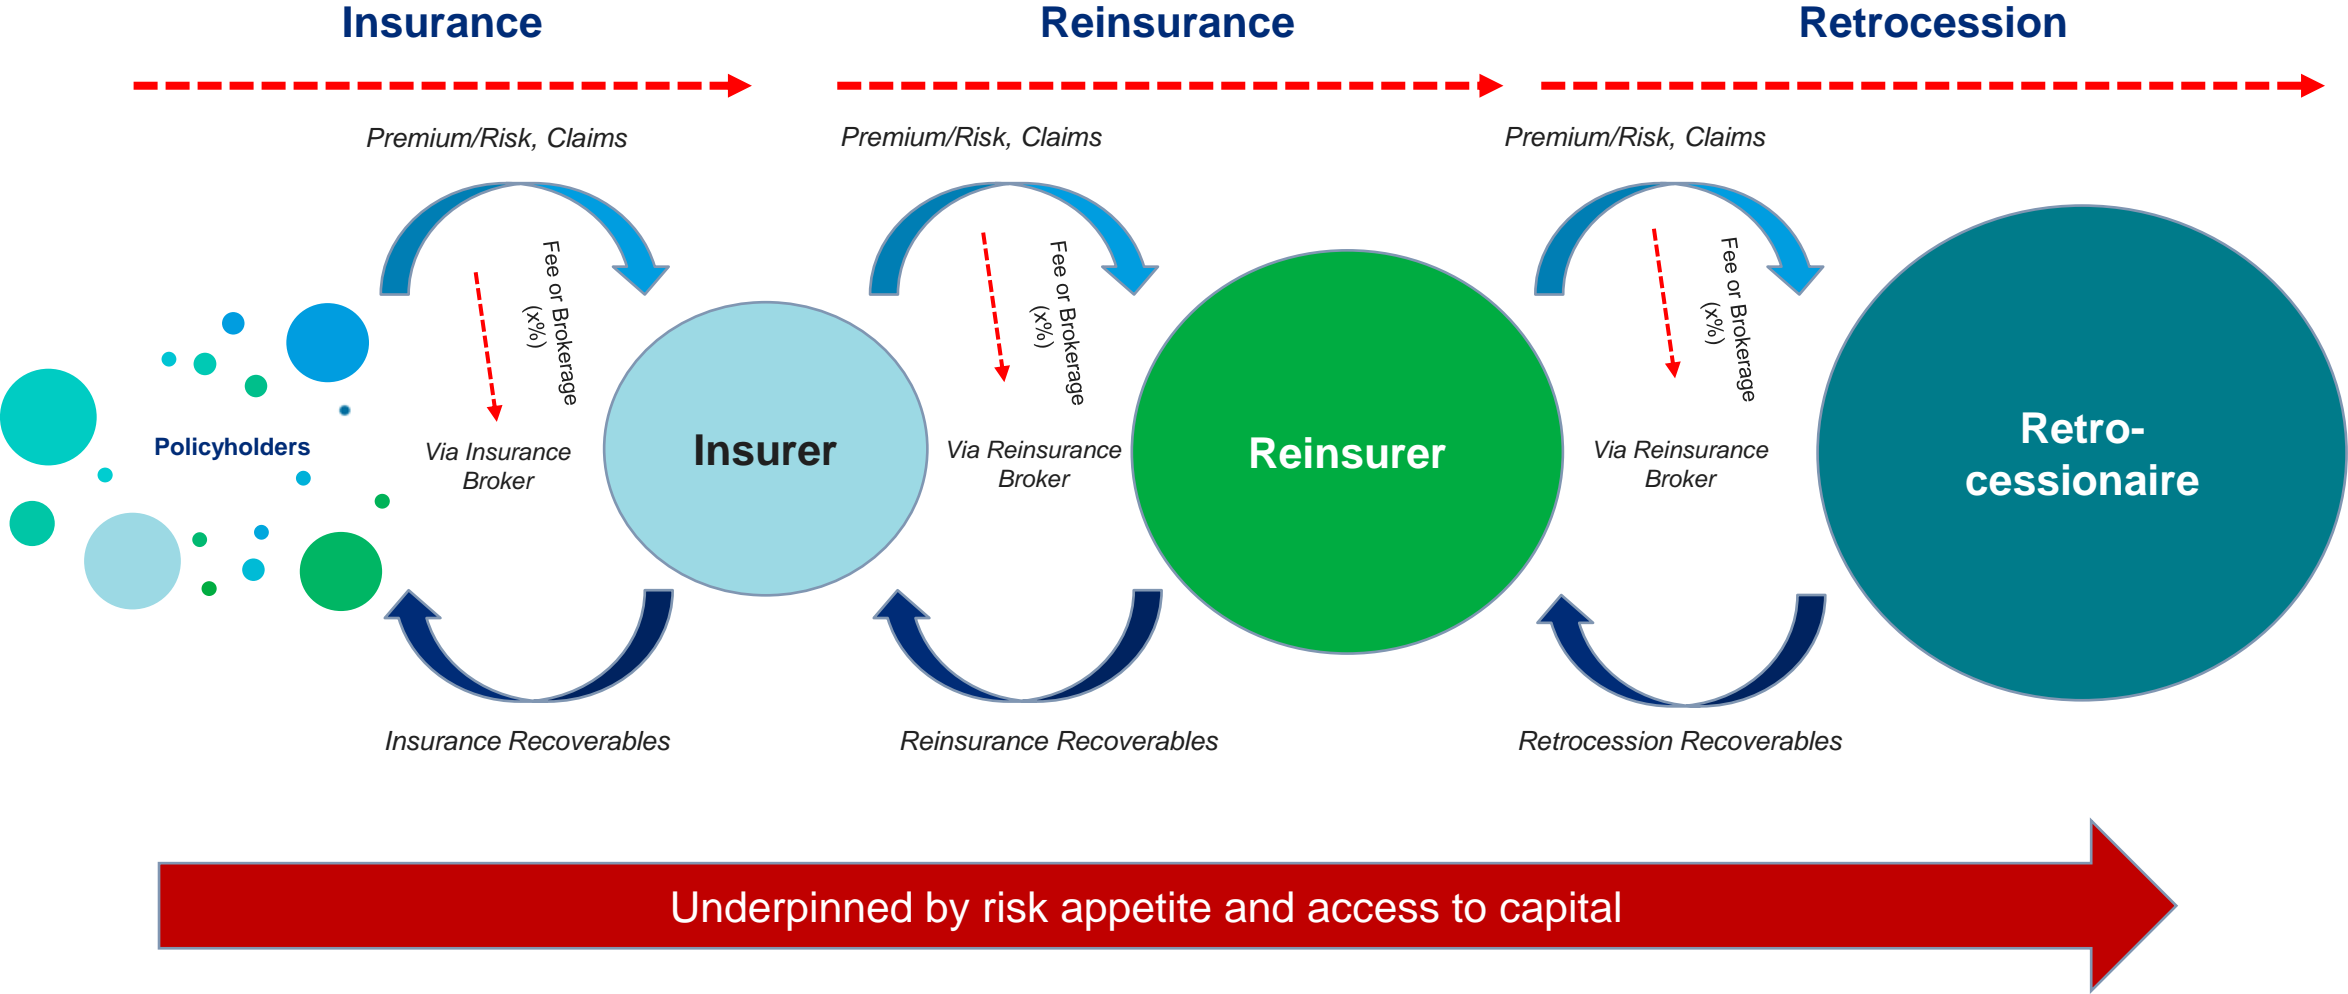 Insurance
Reinsurance
Retrocession
Premium/Risk, Claims
Premium/Risk, Claims
Premium/Risk, Claims
Fee or Brokerage
(x%)
Fee or Brokerage
(x%)
Fee or Brokerage
(x%)
Policyholders
Via Insurance
Broker
Insurer
Via Reinsurance
Broker
Reinsurer
Via Reinsurance
Broker
Retro-
cessionaire
Insurance Recoverables
Reinsurance Recoverables
Retrocession Recoverables
Underpinned by risk appetite and access to capital